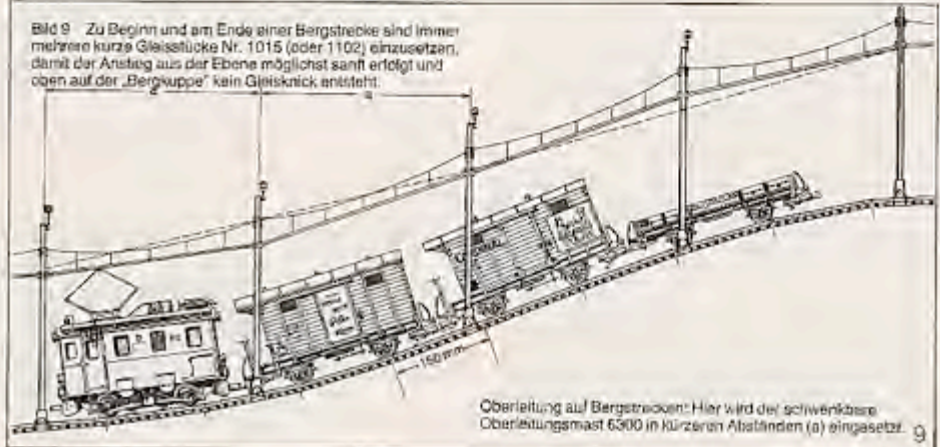 Bild 9 Zu Beginn und am Ende einer Bergstrecke sind immer
mehrere kurze Gleisstücke Nr. 1015 (oder 1102) einzusetzen,
damit der Anstieg aus der Ebene möglichst sanft erfolgt und
oben auf der „Bergkuppe" kein Gleisknick entsteht.
a
150 mm
Oberleitung auf Bergstrecken: Hier wird der schwenkbare
Oberleitungsmast 6300 in kürzeren Abständen (a) eingesetzt.
9